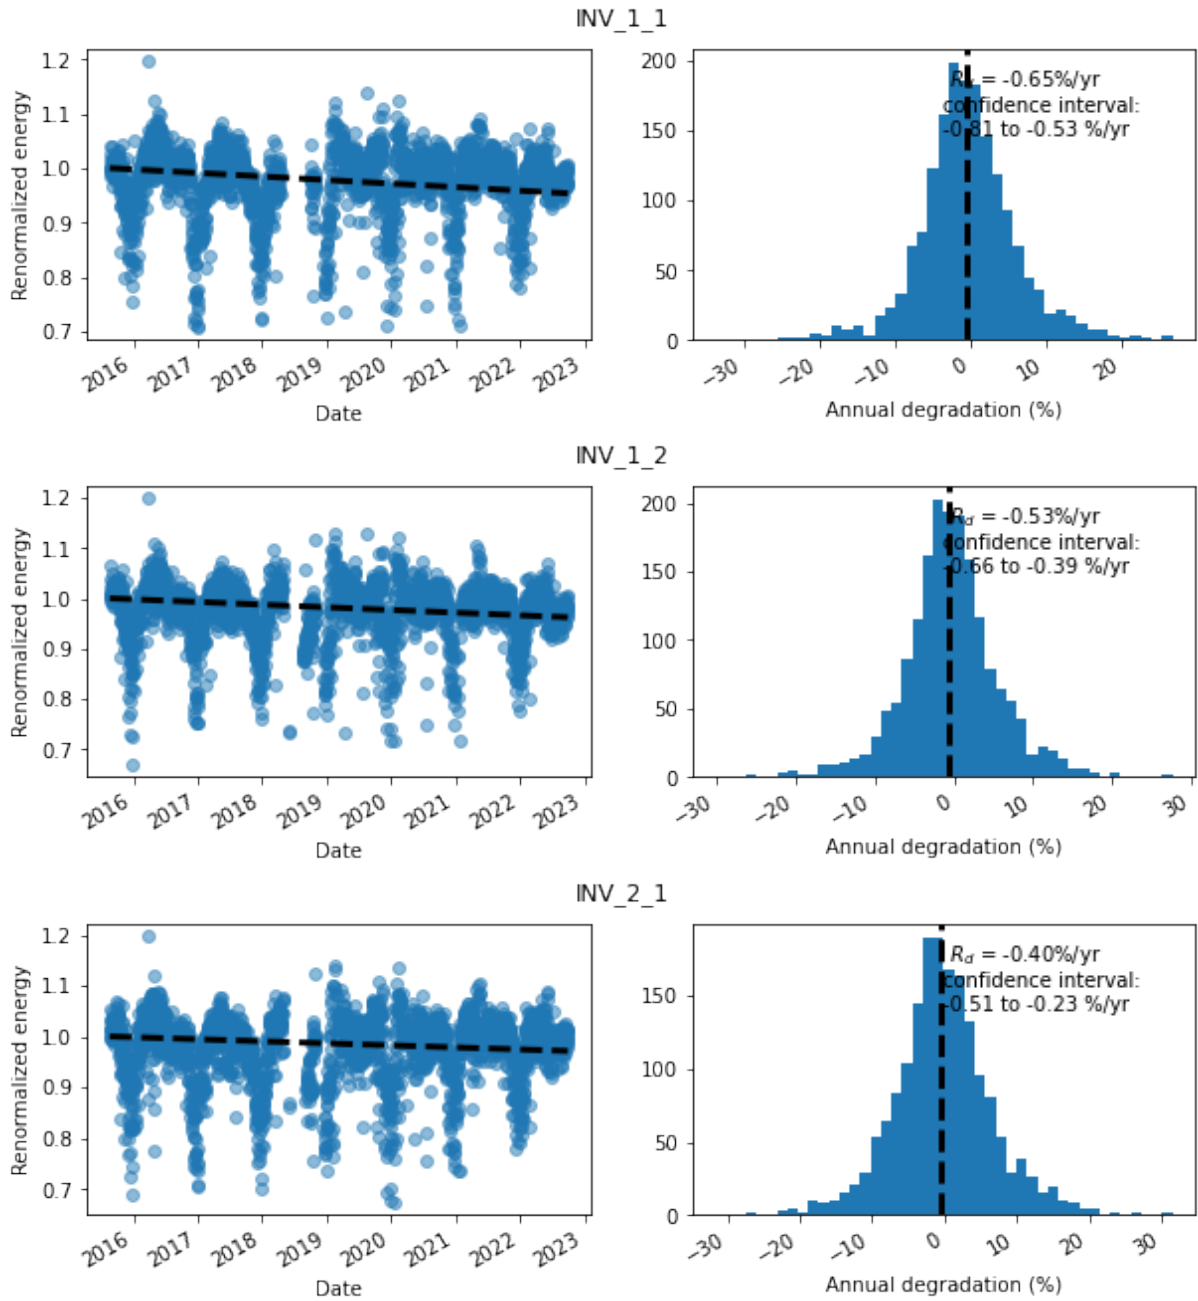 INV_1_1
Renormalized energy
1.2
1.1
1.0
0.9
0.8
0.7
2016 2017 2018 2019 2020 2021 2022 2023
Date
200
150
100
50
0
R_d = -0.65%/yr
confidence interval:
-0.81 to -0.53 %/yr
−30 −20 −10 0 10 20
Annual degradation (%)
INV_1_2
Renormalized energy
1.2
1.1
1.0
0.9
0.8
0.7
2016 2017 2018 2019 2020 2021 2022 2023
Date
200
150
100
50
0
R_d = -0.53%/yr
confidence interval:
-0.66 to -0.39 %/yr
−30 −20 −10 0 10 20 30
Annual degradation (%)
INV_2_1
Renormalized energy
1.2
1.1
1.0
0.9
0.8
0.7
2016 2017 2018 2019 2020 2021 2022 2023
Date
150
100
50
0
R_d = -0.40%/yr
confidence interval:
-0.51 to -0.23 %/yr
−30 −20 −10 0 10 20 30
Annual degradation (%)